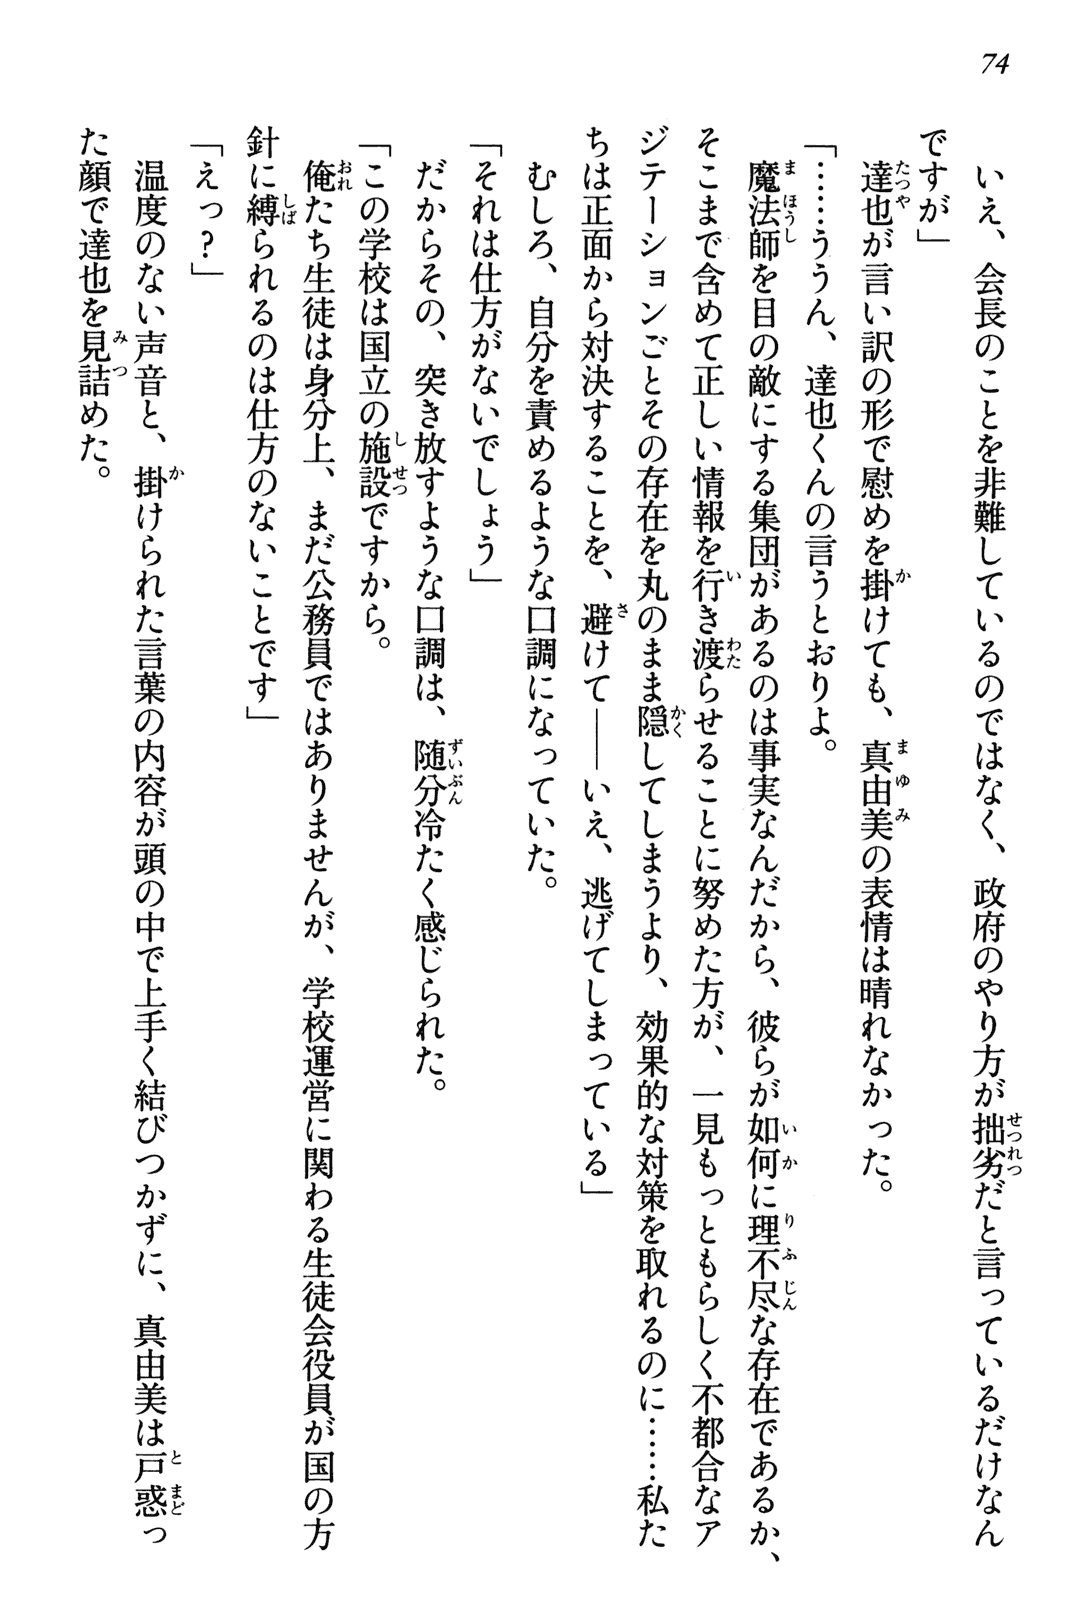 74
いえ、会長のことを非難しているのではなく、政府のやり方が拙劣だと言っているだけなん
ですが」
達也が言い訳の形で慰めを掛けても、真由美の表情は晴れなかった。
「……ううん、達也くんの言うとおりよ。
魔法師を目の敵にする集団があるのは事実なんだから、彼らが如何に理不尽な存在であるか、
そこまで含めて正しい情報を行き渡らせることに努めた方が、一見もっともらしく不都合なア
ジテーションごとその存在を丸のまま隠してしまうより、効果的な対策を取れるのに……私た
ちは正面から対決することを、避けて――いえ、逃げてしまっている」
むしろ、自分を責めるような口調になっていた。
「それは仕方がないでしょう」
だからその、突き放すような口調は、随分冷たく感じられた。
「この学校は国立の施設ですから。
俺たち生徒は身分上、まだ公務員ではありませんが、学校運営に関わる生徒会役員が国の方
針に縛られるのは仕方のないことです」
「えっ？」
温度のない声音と、掛けられた言葉の内容が頭の中で上手く結びつかずに、真由美は戸惑っ
た顔で達也を見詰めた。